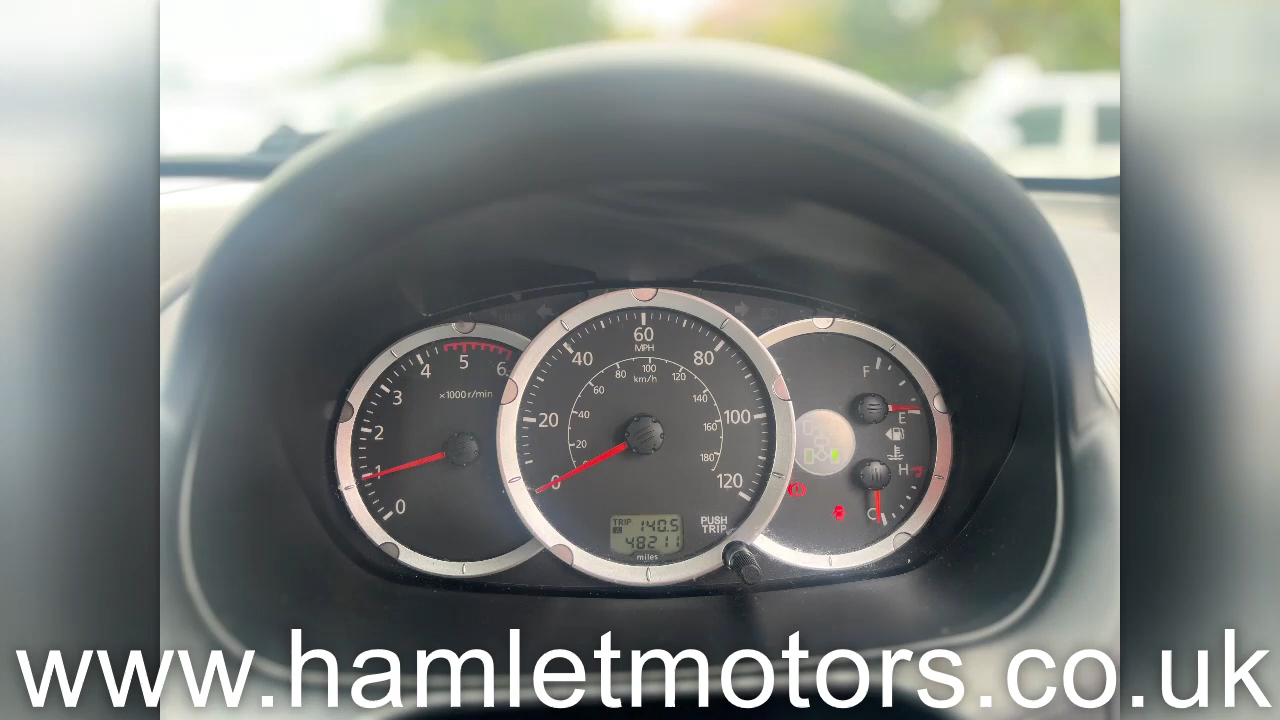 0 1 2 3 4 5 6
×1000 r/min
0 20 40 60 80 100 120
MPH
20 40 60 80 100 120 140 160 180
km/h
TRIP 140.5
48211
miles
PUSH
TRIP
F
E
H
C
www.hamletmotors.co.uk